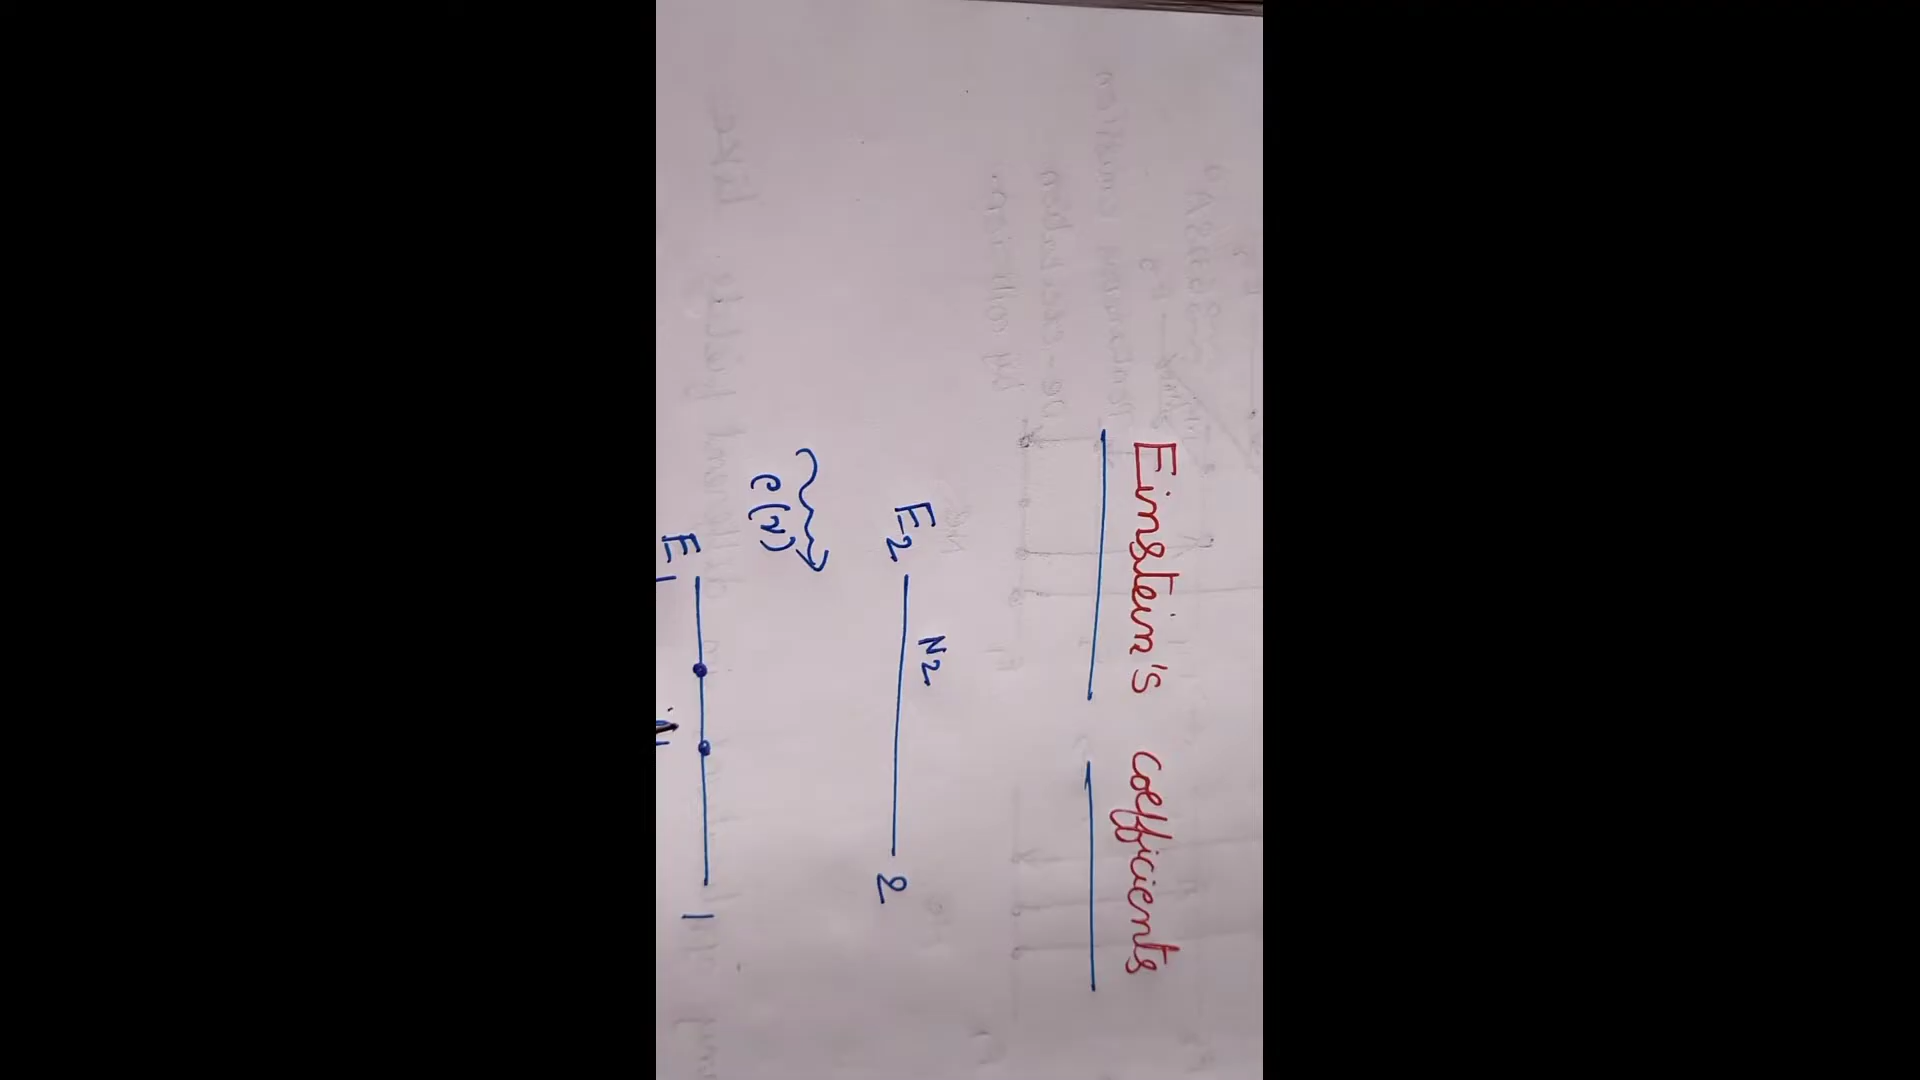 Einstein's coefficients
N2
E2 2
e(ν)
E1 1